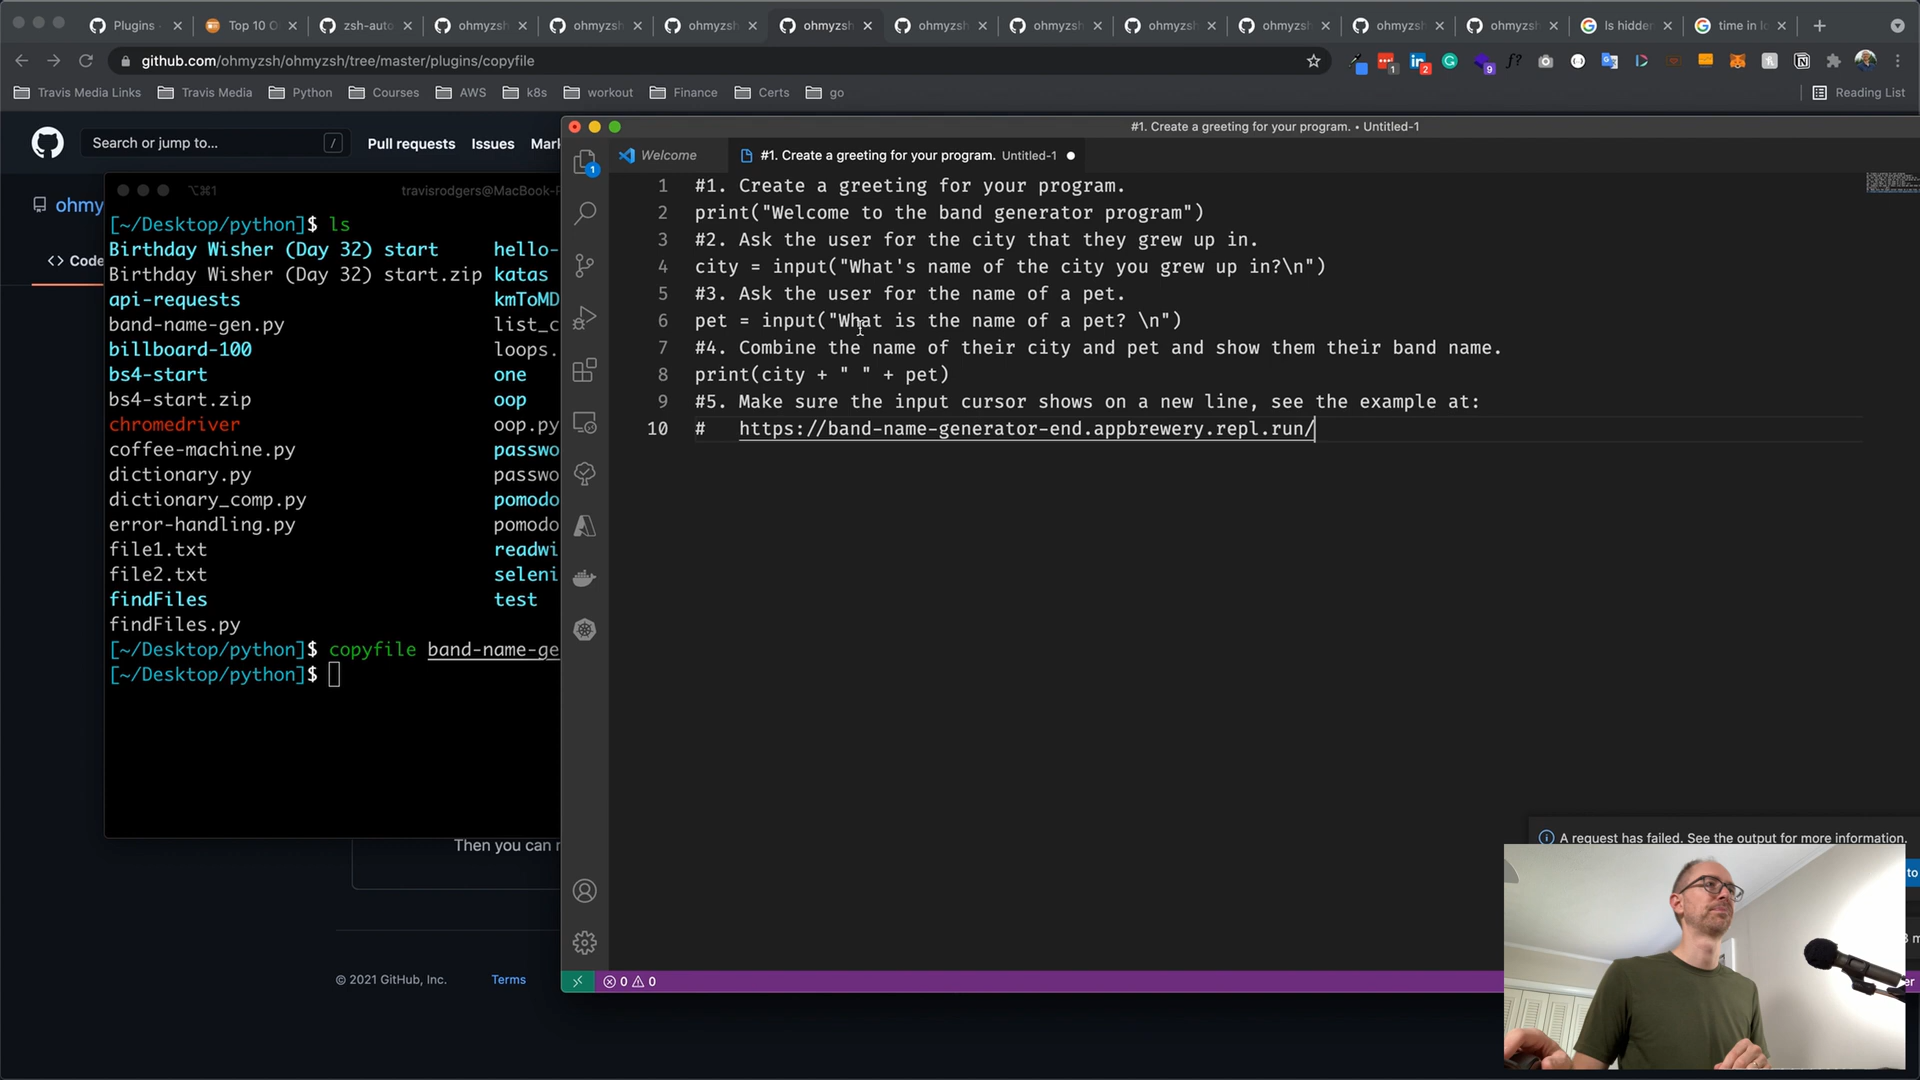 Plugins
Top 10 O
zsh-auto
ohmyzsh
ohmyzsh
ohmyzsh
ohmyzsh
ohmyzsh
ohmyzsh
ohmyzsh
ohmyzsh
ohmyzsh
ohmyzsh
ls hidden
time in lo
github.com/ohmyzsh/ohmyzsh/tree/master/plugins/copyfile
Travis Media Links
Travis Media
Python
Courses
AWS
k8s
workout
Finance
Certs
go
Reading List
Search or jump to...
/
Pull requests
Issues
Mark
ohmy
<> Code
⌥⌘1
travisrodgers@MacBook-P
[~/Desktop/python]$ ls
Birthday Wisher (Day 32) start hello-
Birthday Wisher (Day 32) start.zip katas
api-requests kmToMD
band-name-gen.py list_c
billboard-100 loops.
bs4-start one
bs4-start.zip oop
chromedriver oop.py
coffee-machine.py passwo
dictionary.py passwo
dictionary_comp.py pomodo
error-handling.py pomodo
file1.txt readwi
file2.txt seleni
findFiles test
findFiles.py
[~/Desktop/python]$ copyfile band-name-ge
[~/Desktop/python]$
Then you can r
© 2021 GitHub, Inc.
Terms
#1. Create a greeting for your program. • Untitled-1
1
Welcome
#1. Create a greeting for your program. Untitled-1
1 #1. Create a greeting for your program.
2 print("Welcome to the band generator program")
3 #2. Ask the user for the city that they grew up in.
4 city = input("What's name of the city you grew up in?\n")
5 #3. Ask the user for the name of a pet.
6 pet = input("What is the name of a pet? \n")
7 #4. Combine the name of their city and pet and show them their band name.
8 print(city + " " + pet)
9 #5. Make sure the input cursor shows on a new line, see the example at:
10 #   https://band-name-generator-end.appbrewery.repl.run/
A request has failed. See the output for more information.
to
0 0